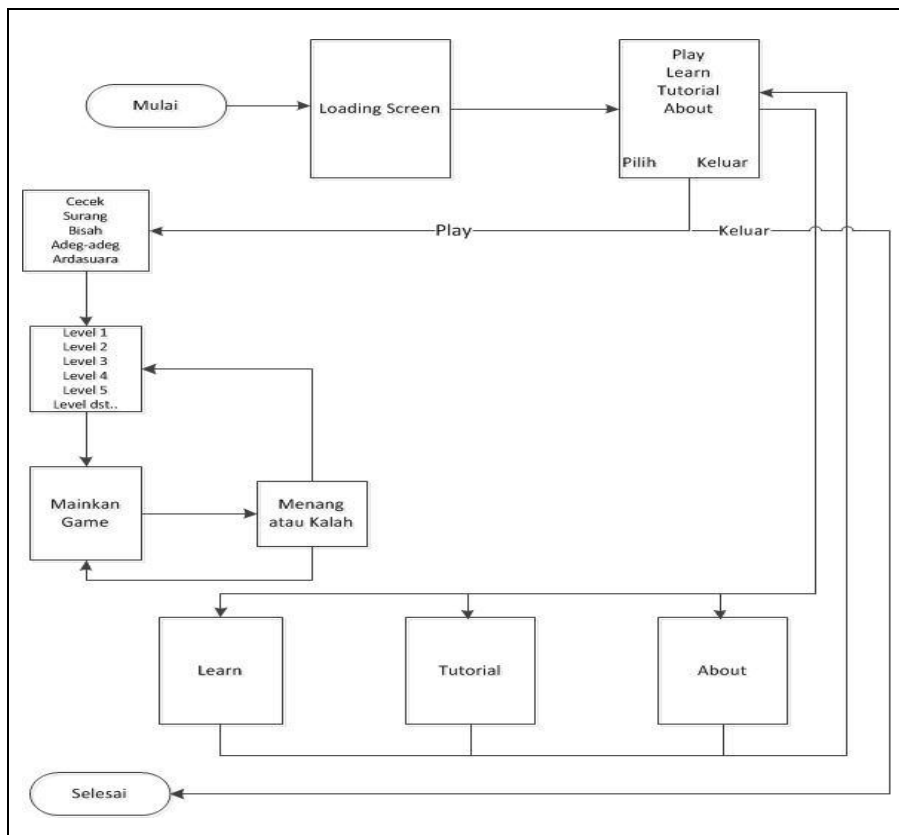 Mulai
Loading Screen
Play
Learn
Tutorial
About
Pilih Keluar
Cecek
Surang
Bisah
Adeg-adeg
Ardasuara
Play
Keluar
Level 1
Level 2
Level 3
Level 4
Level 5
Level dst..
Mainkan
Game
Menang
atau Kalah
Learn
Tutorial
About
Selesai